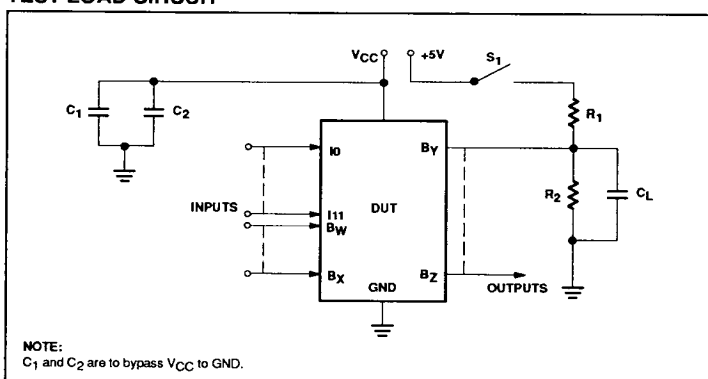 TEST LOAD CIRCUIT
VCC
+5V
S1
C1
C2
R1
I0
BY
INPUTS
I11
DUT
R2
CL
BW
BX
BZ
GND
OUTPUTS
NOTE:
C1 and C2 are to bypass VCC to GND.